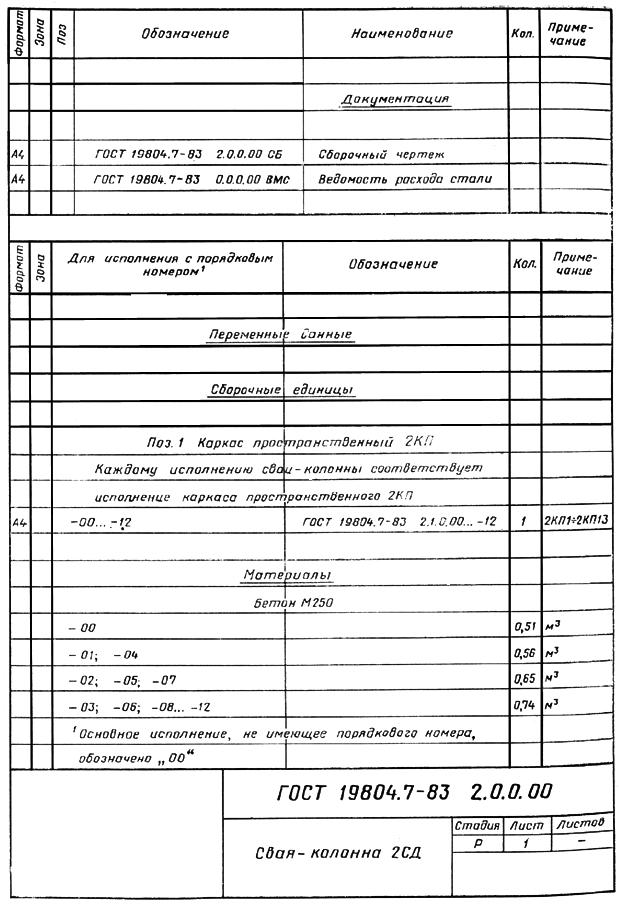 Формат Зона Поз Обозначение Наименование Кол. Приме-
чание
Документация
А4 ГОСТ 19804.7-83 2.0.0.00 СБ Сборочный чертеж
А4 ГОСТ 19804.7-83 0.0.0.00 ВМС Ведомость расхода стали
Формат Зона Для исполнения с порядковым Обозначение Кол. Приме-
номером¹ чание
Переменные данные
Сборочные единицы
Поз. 1 Каркас пространственный 2КП
Каждому исполнению сваи-колонны соответствует
исполнение каркаса пространственного 2КП
А4 -00... -12 ГОСТ 19804.7-83 2.1.0.00... -12 1 2КП1÷2КП13
Материалы
Бетон М250
- 00 0,51 м³
- 01; -04 0,56 м³
- 02; -05; -07 0,65 м³
- 03; -06; -08... -12 0,74 м³
¹ Основное исполнение, не имеющее порядкового номера,
обозначено „00“
ГОСТ 19804.7-83 2.0.0.00
Свая-колонна 2СД
Стадия Лист Листов
Р 1 –